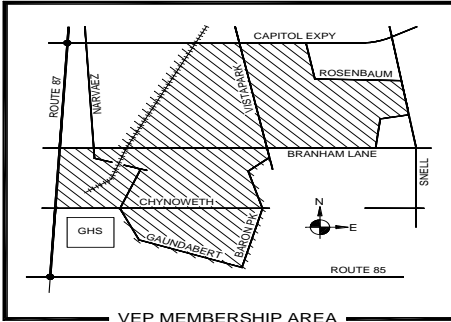 CAPITOL EXPY
ROSENBAUM
ROUTE 87
NARVAEZ
VISTAPARK
BRANHAM LANE
SNELL
CHYNOWETH
GHS
GAUNDABERT
BARON PK
N
E
ROUTE 85
VEP MEMBERSHIP AREA